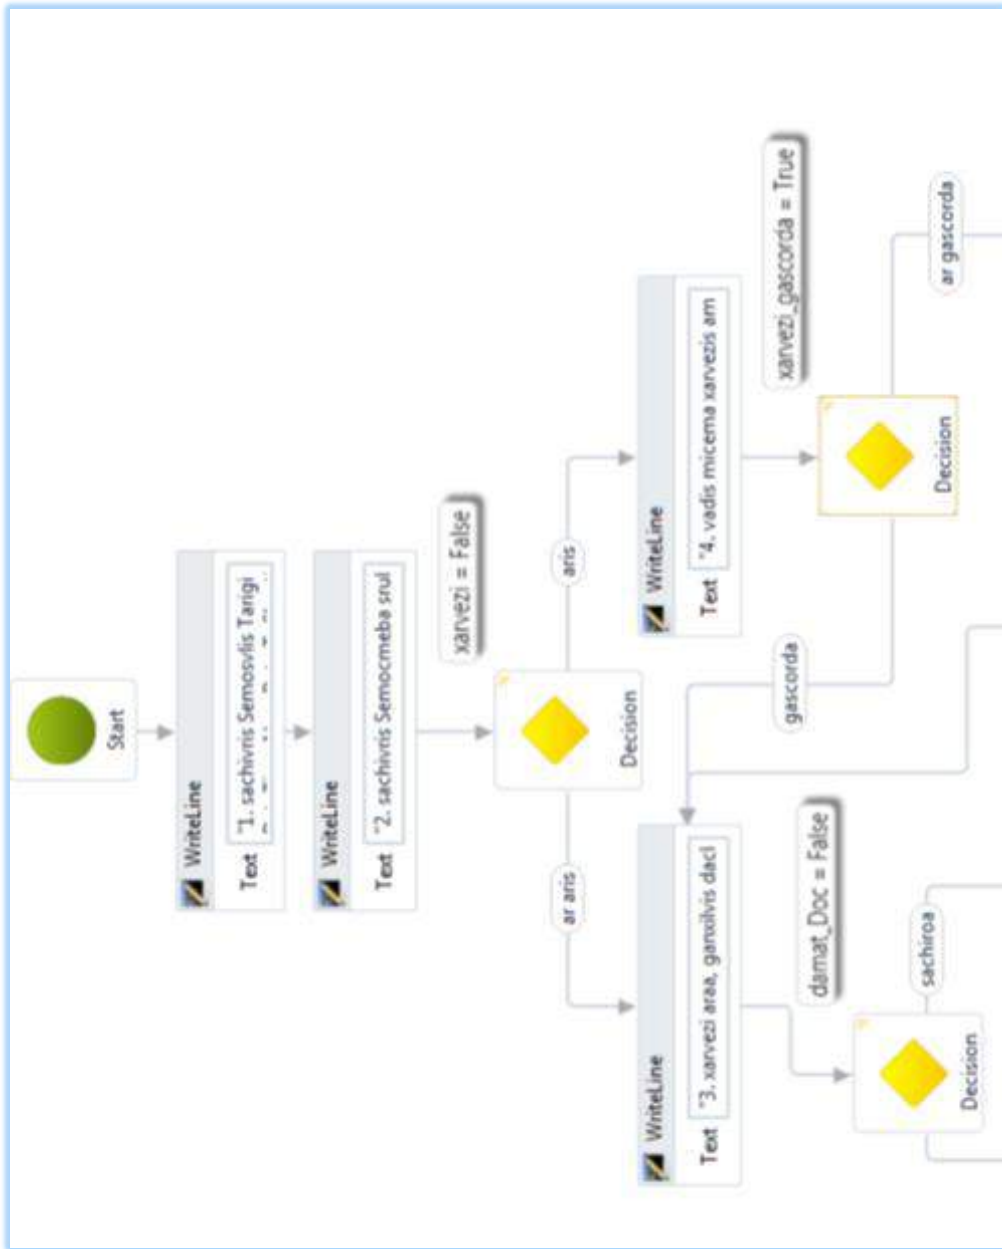 Start
WriteLine
Text "1. sachivris Semosvlis Tarigi
WriteLine
Text "2. sachivris Semocmeba srul
xarvezi = False
Decision
ar aris
aris
WriteLine
Text "3. xarvezi araa, ganxilvis dacl
WriteLine
Text "4. vadis micema xarvezis am
gascorda
damat_Doc = False
xarvezi_gascorda = True
sachiroa
Decision
Decision
ar gascorda